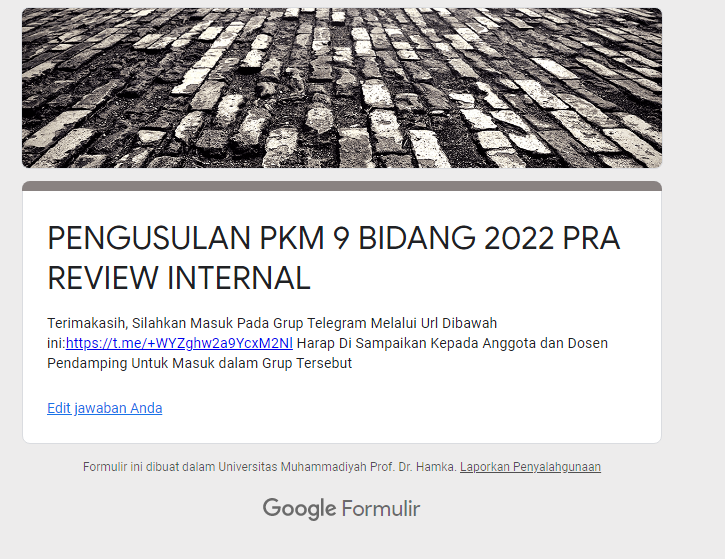 PENGUSULAN PKM 9 BIDANG 2022 PRA
REVIEW INTERNAL
Terimakasih, Silahkan Masuk Pada Grup Telegram Melalui Url Dibawah
ini:https://t.me/+WYZghw2a9YcxM2Nl Harap Di Sampaikan Kepada Anggota dan Dosen
Pendamping Untuk Masuk dalam Grup Tersebut
Edit jawaban Anda
Formulir ini dibuat dalam Universitas Muhammadiyah Prof. Dr. Hamka. Laporkan Penyalahgunaan
Google Formulir